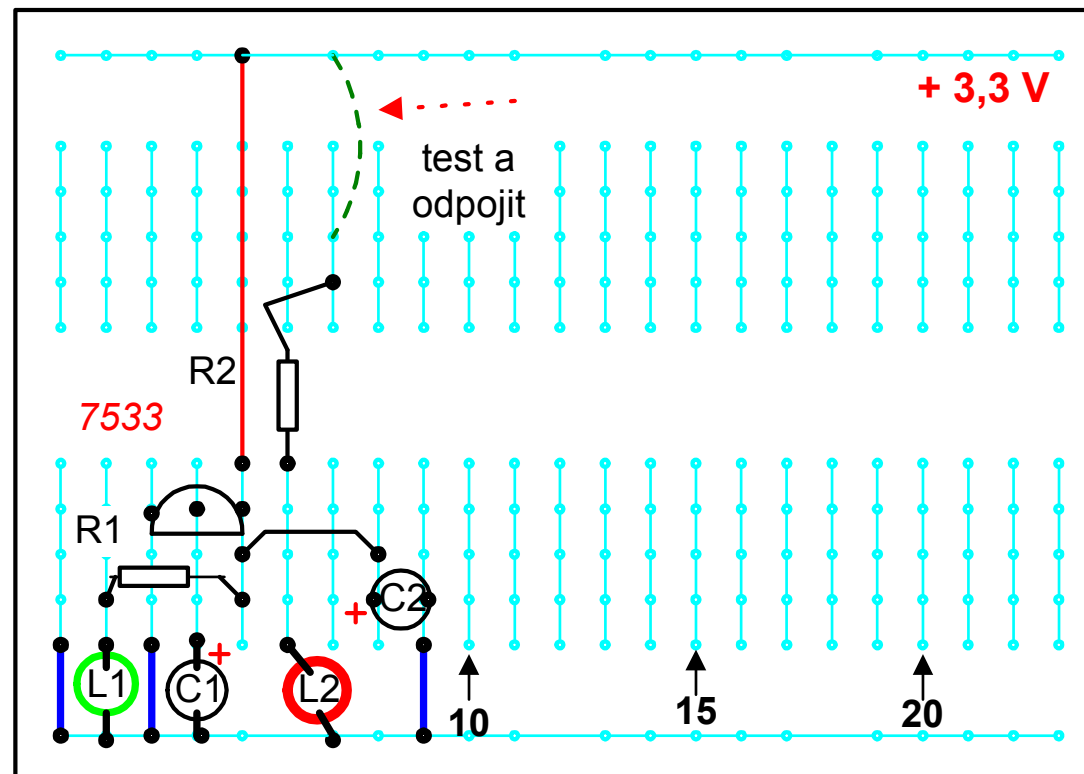 + 3,3 V
test a
odpojit
R2
7533
R1
+
C2
L1
C1
+
L2
10
15
20